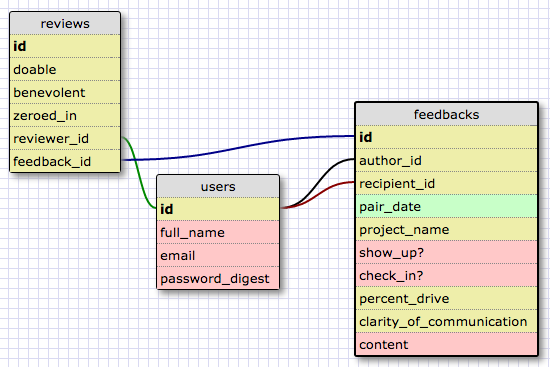 reviews
id
doable
benevolent
zeroed_in
reviewer_id
feedback_id
users
id
full_name
email
password_digest
feedbacks
id
author_id
recipient_id
pair_date
project_name
show_up?
check_in?
percent_drive
clarity_of_communication
content